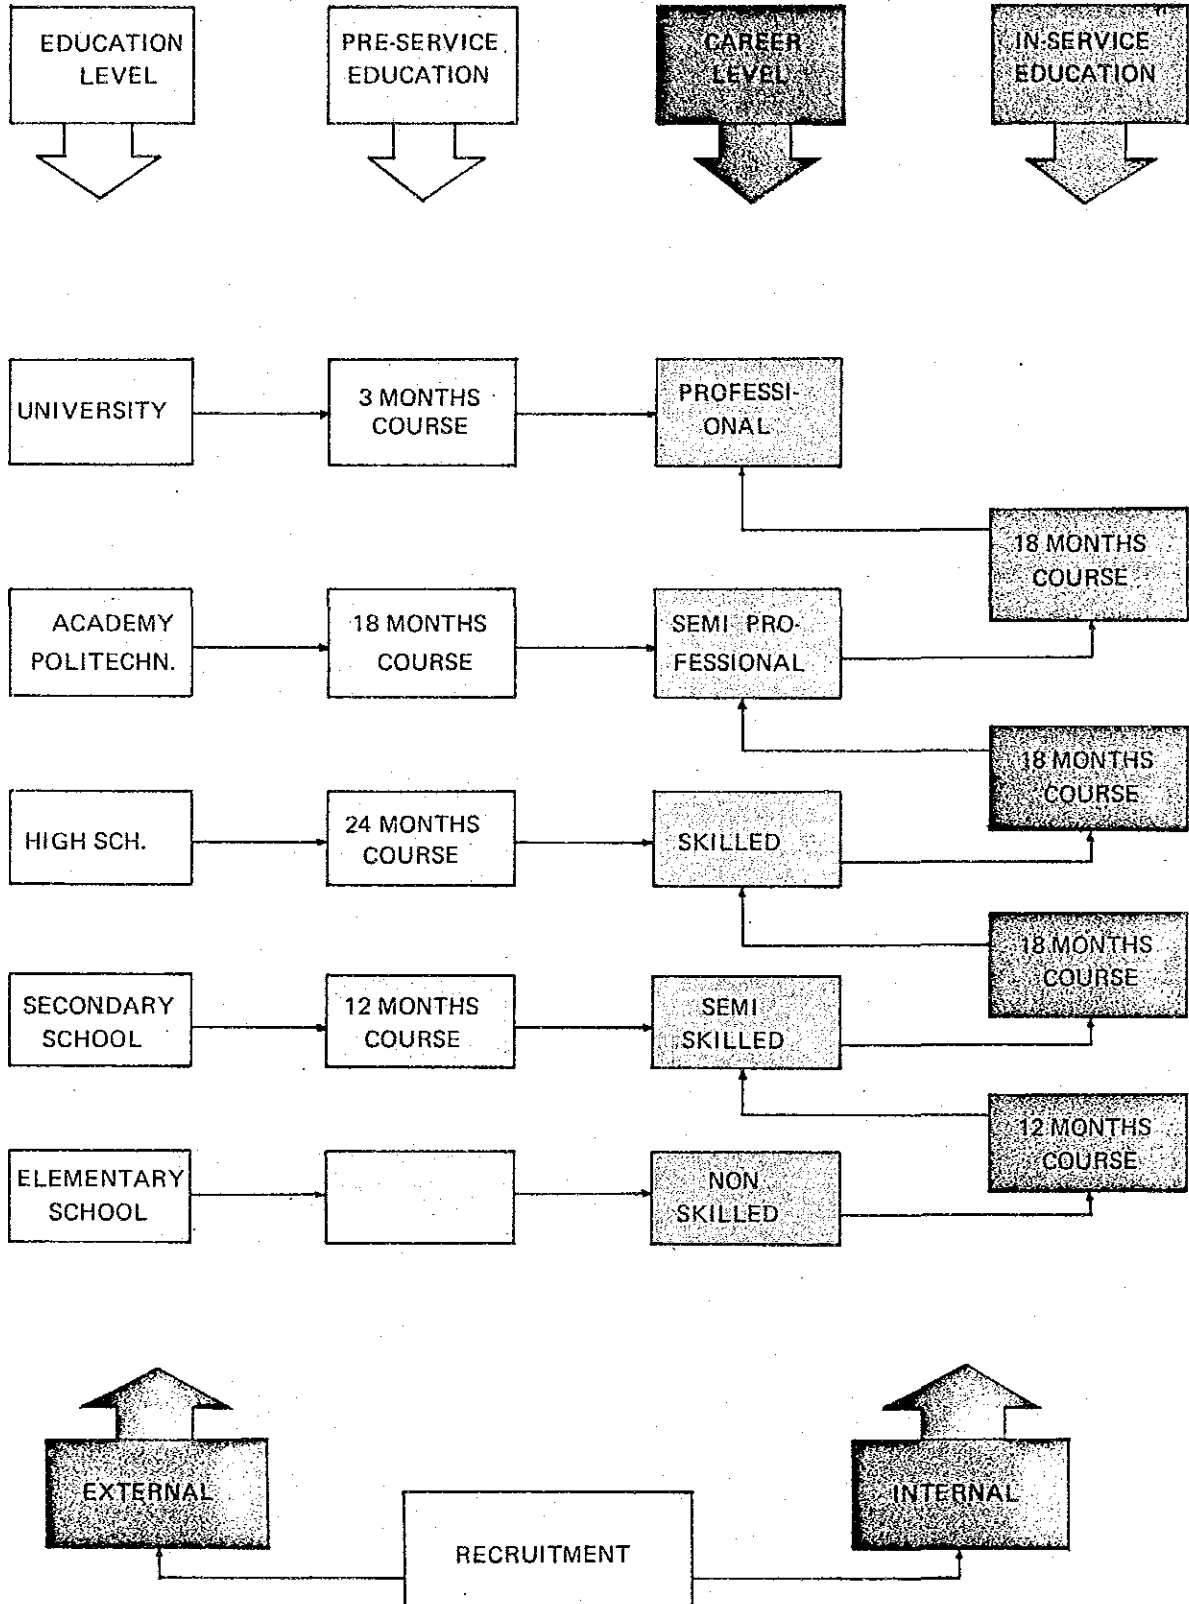 EDUCATION
LEVEL
PRE-SERVICE
EDUCATION
CAREER
LEVEL
IN-SERVICE
EDUCATION
UNIVERSITY
3 MONTHS
COURSE
PROFESSI-
ONAL
18 MONTHS
COURSE
ACADEMY
POLITECHN.
18 MONTHS
COURSE
SEMI PRO-
FESSIONAL
18 MONTHS
COURSE
HIGH SCH.
24 MONTHS
COURSE
SKILLED
18 MONTHS
COURSE
SECONDARY
SCHOOL
12 MONTHS
COURSE
SEMI
SKILLED
12 MONTHS
COURSE
ELEMENTARY
SCHOOL
NON
SKILLED
EXTERNAL
INTERNAL
RECRUITMENT